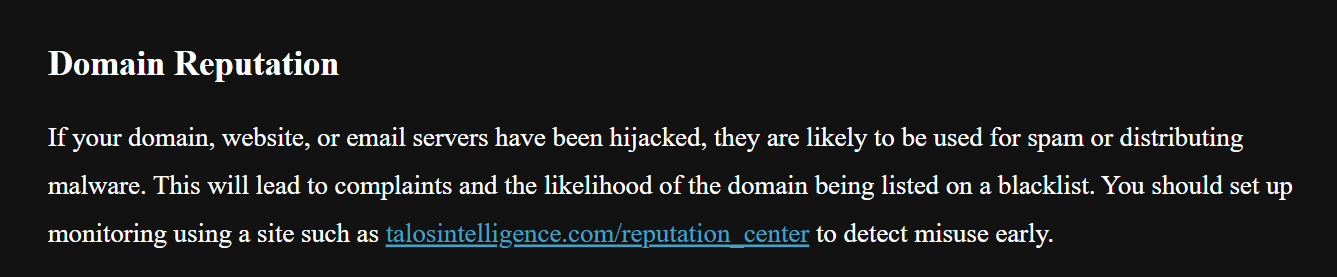 Domain Reputation
If your domain, website, or email servers have been hijacked, they are likely to be used for spam or distributing
malware. This will lead to complaints and the likelihood of the domain being listed on a blacklist. You should set up
monitoring using a site such as talosintelligence.com/reputation_center to detect misuse early.